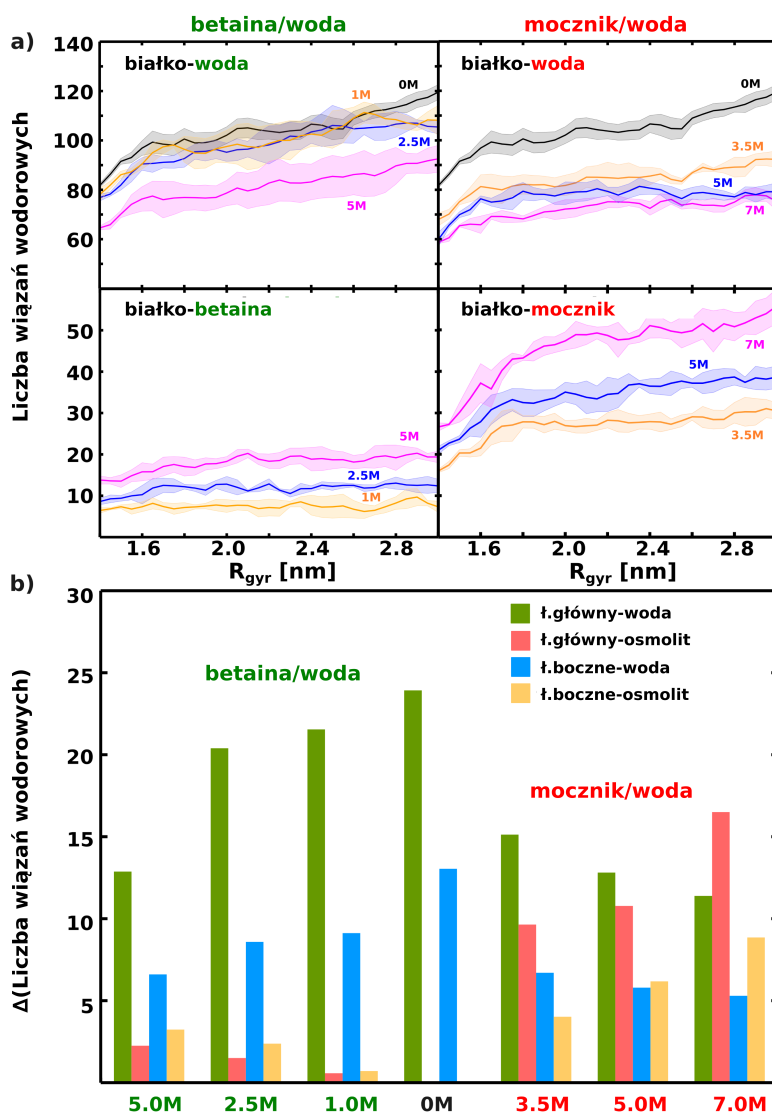 betaina/woda
mocznik/woda
a)
Liczba wiązań wodorowych
140
120
100
80
60
białko-woda
0M
1M
2.5M
5M
białko-woda
0M
3.5M
5M
7M
50
40
30
20
10
białko-betaina
5M
2.5M
1M
białko-mocznik
7M
5M
3.5M
1.6 2.0 2.4 2.8
1.6 2.0 2.4 2.8
Rgyr [nm]
Rgyr [nm]
b)
Δ(Liczba wiązań wodorowych)
30
25
20
15
10
5
ł.główny-woda
ł.główny-osmolit
ł.boczne-woda
ł.boczne-osmolit
betaina/woda
mocznik/woda
5.0M 2.5M 1.0M 0M 3.5M 5.0M 7.0M